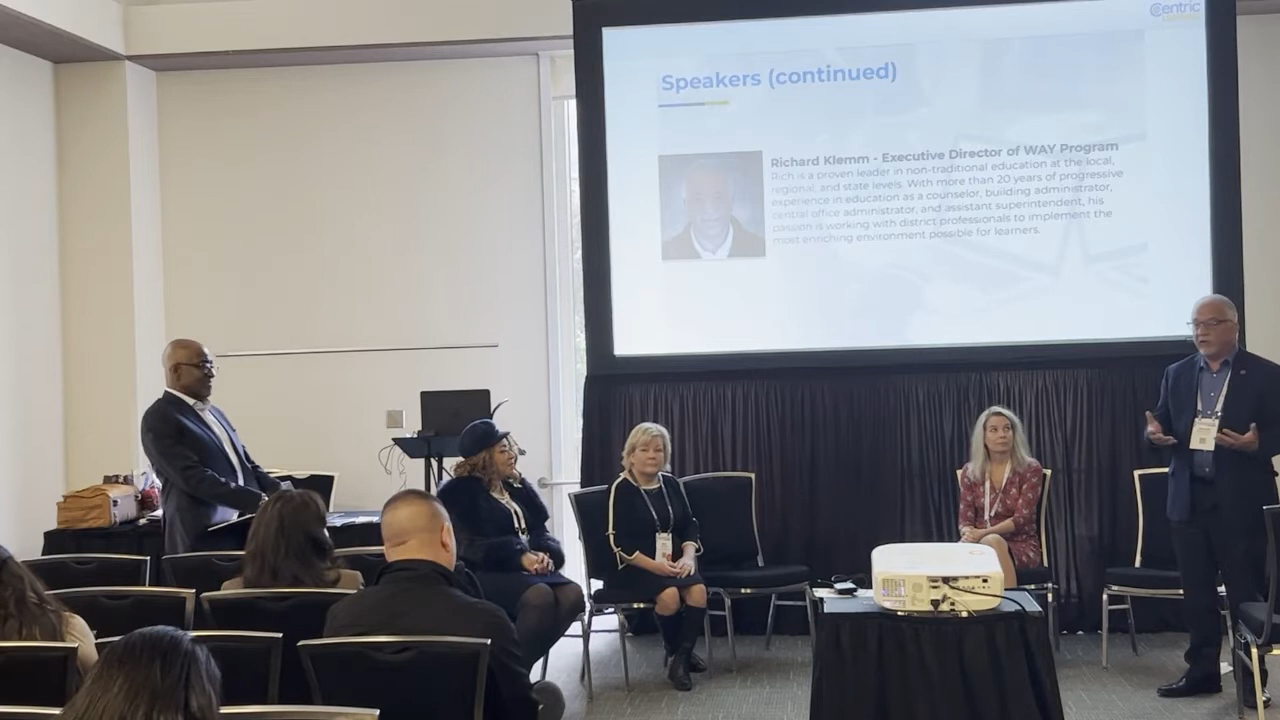 Centric
Speakers (continued)
Richard Klemm - Executive Director of WAY Program
Rich is a proven leader in non-traditional education at the local,
regional, and state levels. With more than 20 years of progressive
experience in education as a counselor, building administrator,
central office administrator, and assistant superintendent, his
passion is working with district professionals to implement the
most enriching environment possible for learners.